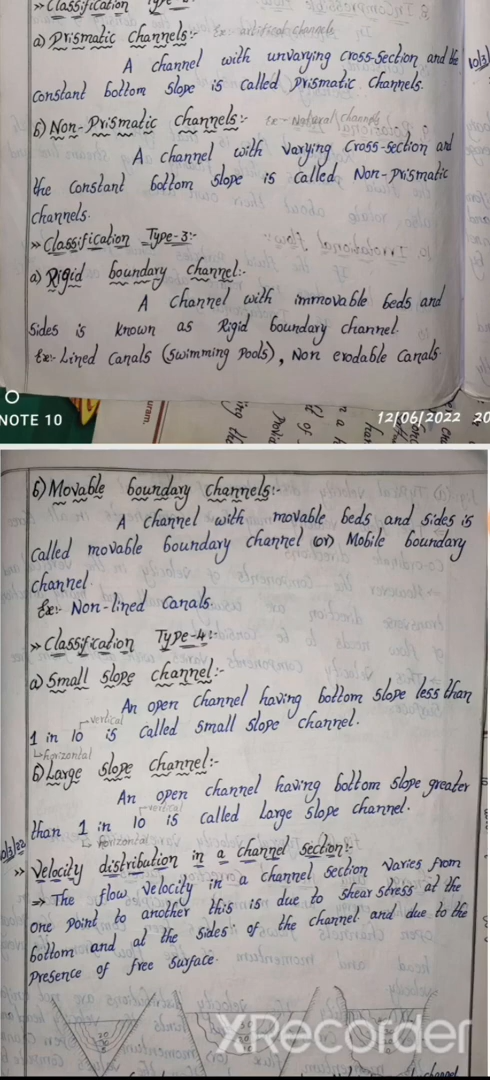 >> Classification Type-
a) Prismatic Channels:- Ex:- artifical channels
A channel with unvarying cross-section and the
constant bottom slope is called Prismatic Channels.
b) Non-Prismatic channels:- Ex:- Natural channels
A channel with varying cross-section and
the constant bottom slope is called Non-Prismatic
channels.
>> Classification Type-3:-
a) Rigid boundary channel:-
A channel with immovable beds and
sides is known as Rigid boundary channel.
Ex:- Lined Canals (Swimming Pools), Non erodable Canals.
NOTE 10
12/06/2022 20
b) Movable boundary Channels:-
A channel with movable beds and sides is
called movable boundary channel (or) Mobile boundary
channel.
Ex:- Non-lined Canals.
>> Classification Type-4:-
a) Small slope channel:-
An open channel having bottom slope less than
vertical
1 in 10 is called small slope channel.
horizontal
b) Large slope channel:-
An open channel having bottom slope greater
vertical
than 1 in 10 is called Large slope channel.
horizontal
10/3/22
>> Velocity distribution in a channel section:-
⇒ The flow velocity in a channel section varies from
one point to another this is due to shear stress at the
bottom and at the sides of the channel and due to the
presence of free surface.
XRecorder